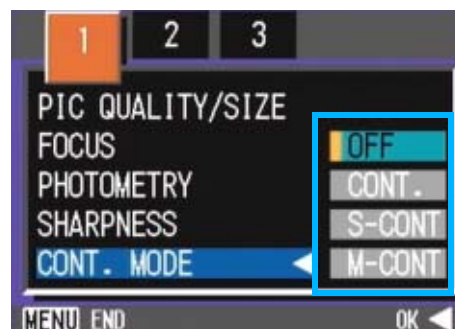 1 2 3
PIC QUALITY/SIZE
FOCUS OFF
PHOTOMETRY CONT.
SHARPNESS S-CONT
CONT. MODE M-CONT
MENU END OK